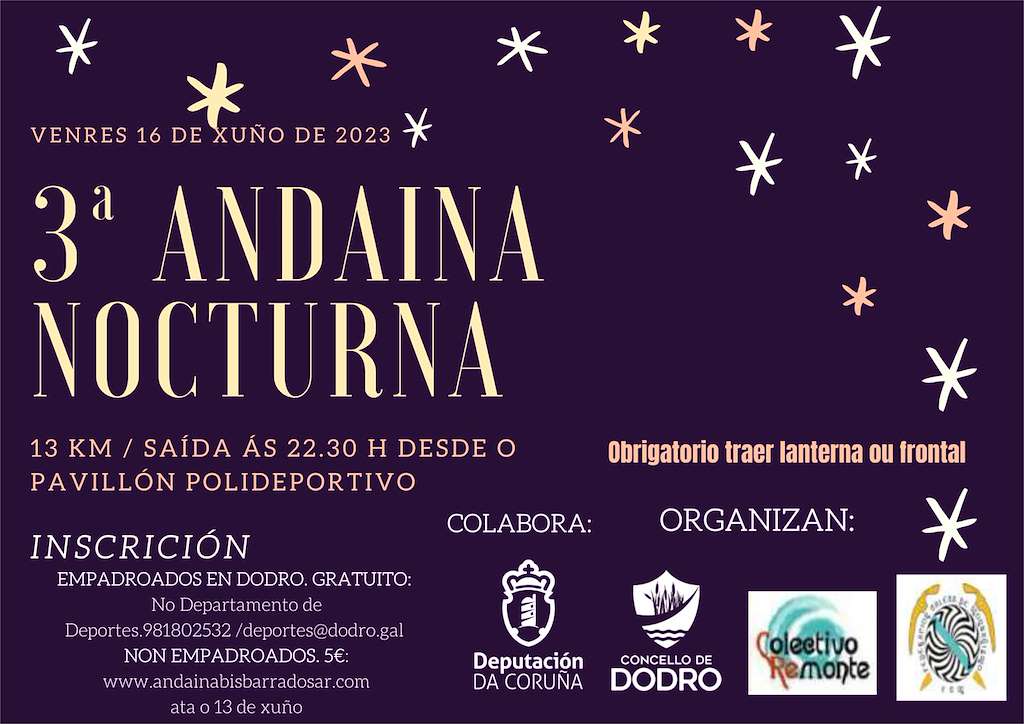 VENRES 16 DE XUÑO DE 2023
3ª ANDAINA
NOCTURNA
13 KM / SAÍDA ÁS 22.30 H DESDE O
PAVILLÓN POLIDEPORTIVO
Obrigatorio traer lanterna ou frontal
INSCRICIÓN
EMPADROADOS EN DODRO. GRATUITO:
No Departamento de
Deportes.981802532 /deportes@dodro.gal
NON EMPADROADOS. 5€:
www.andainabisbarradosar.com
ata o 13 de xuño
COLABORA:
Deputación
DA CORUÑA
ORGANIZAN:
CONCELLO DE
DODRO
Colectivo
ReMonte